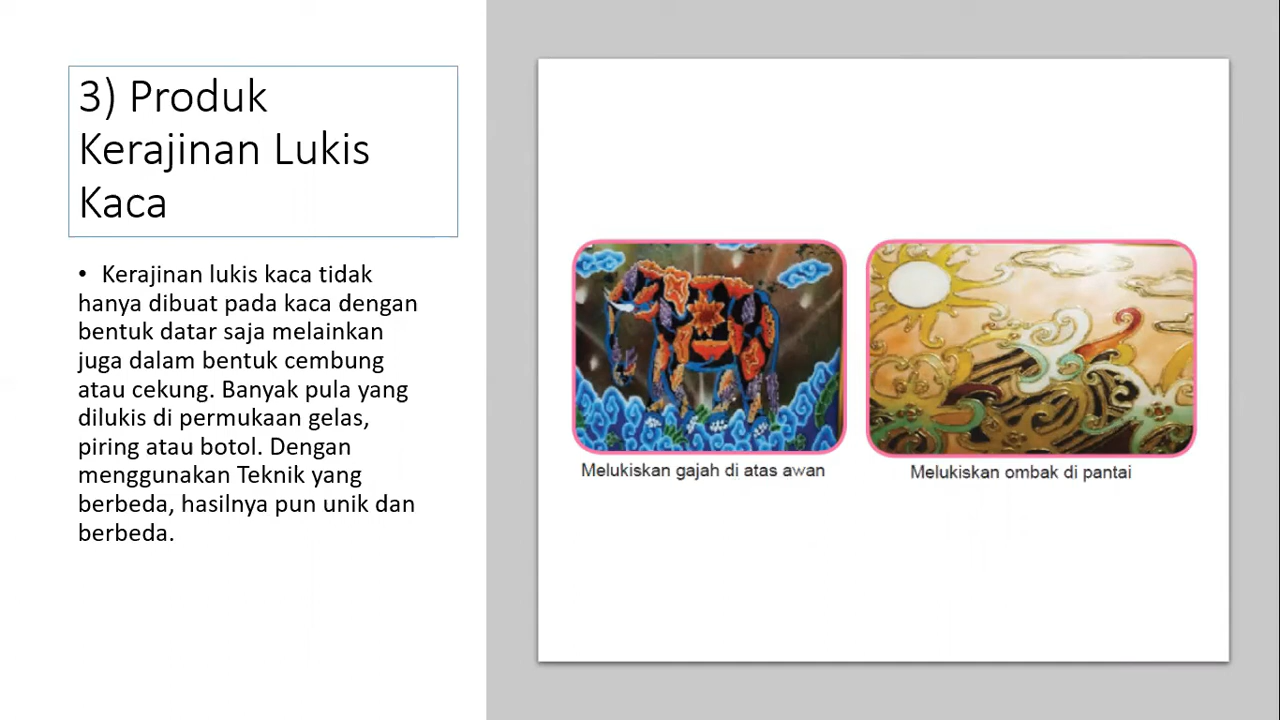 3) Produk
Kerajinan Lukis
Kaca
• Kerajinan lukis kaca tidak
hanya dibuat pada kaca dengan
bentuk datar saja melainkan
juga dalam bentuk cembung
atau cekung. Banyak pula yang
dilukis di permukaan gelas,
piring atau botol. Dengan
menggunakan Teknik yang
berbeda, hasilnya pun unik dan
berbeda.
Melukiskan gajah di atas awan
Melukiskan ombak di pantai